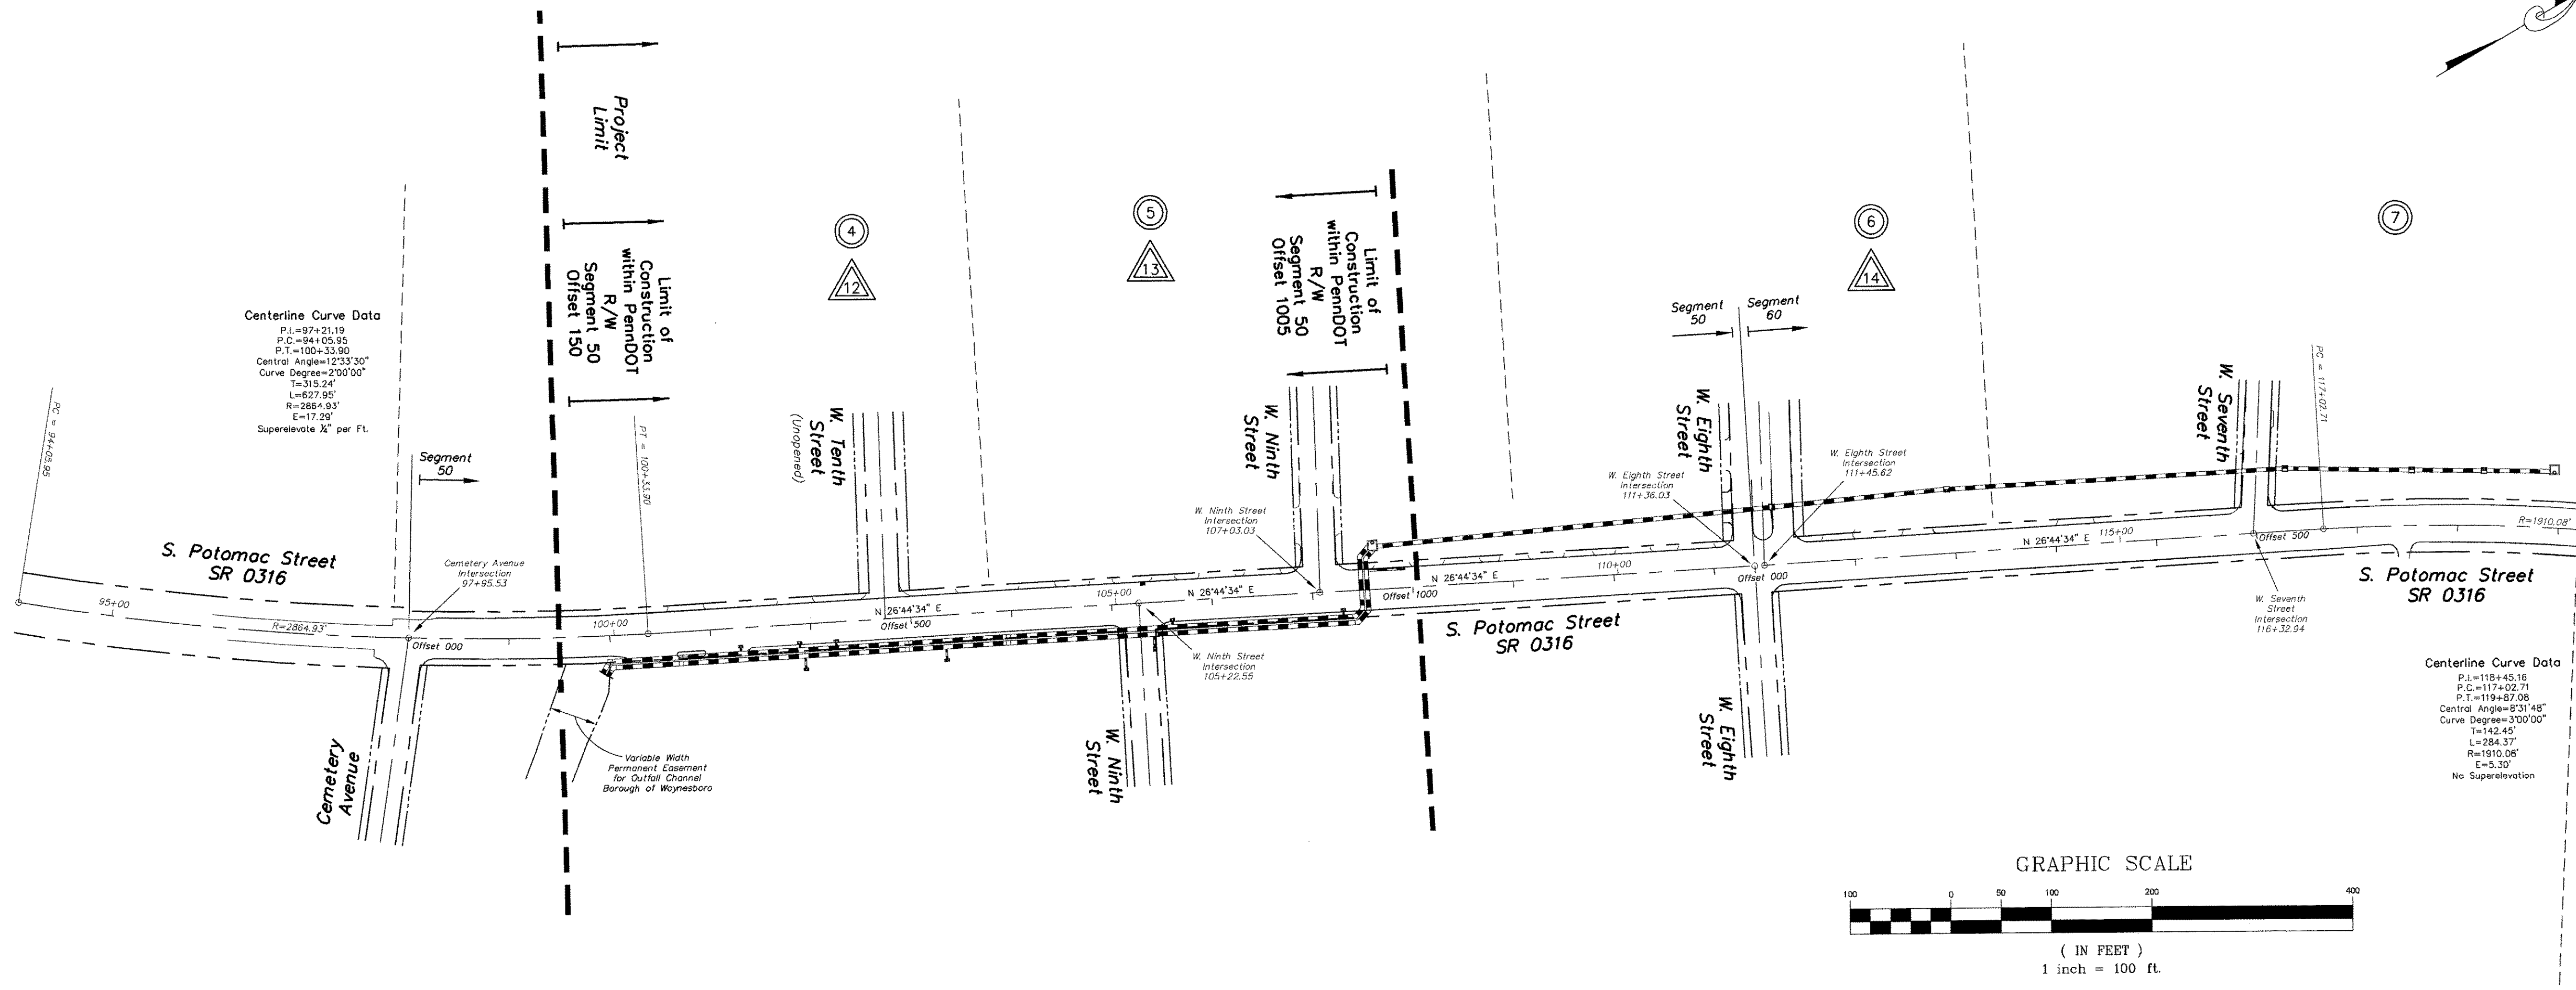 Project
Limit
Limit of
Construction
within PennDOT
R/W
Segment 50
Offset 150
Limit of
Construction
within PennDOT
R/W
Segment 50
Offset 1005
4
12
5
13
6
14
7
Centerline Curve Data
P.I.=97+21.19
P.C.=94+05.95
P.T.=100+33.90
Central Angle=12°33'30"
Curve Degree=2°00'00"
T=315.24'
L=627.95'
R=2864.93'
E=17.29'
Superelevate ¼" per Ft.
PC = 94+05.95
Segment
50
PT = 100+33.90
W. Tenth
Street
(Unopened)
W. Ninth
Street
Segment
50
Segment
60
W. Eighth
Street
W. Seventh
Street
PC = 117+02.71
S. Potomac Street
SR 0316
95+00
R=2864.93'
Cemetery Avenue
Intersection
97+95.53
Offset 000
100+00
N 26°44'34" E
Offset 500
105+00
N 26°44'34" E
W. Ninth Street
Intersection
107+03.03
W. Ninth Street
Intersection
105+22.55
N 26°44'34" E
Offset 1000
110+00
W. Eighth Street
Intersection
111+36.03
W. Eighth Street
Intersection
111+45.62
Offset 000
N 26°44'34" E
115+00
Offset 500
R=1910.08'
S. Potomac Street
SR 0316
S. Potomac Street
SR 0316
W. Seventh
Street
Intersection
116+32.94
Cemetery
Avenue
Variable Width
Permanent Easement
for Outfall Channel
Borough of Waynesboro
W. Ninth
Street
W. Eighth
Street
Centerline Curve Data
P.I.=118+45.16
P.C.=117+02.71
P.T.=119+87.08
Central Angle=8°31'48"
Curve Degree=3°00'00"
T=142.45'
L=284.37'
R=1910.08'
E=5.30'
No Superelevation
GRAPHIC SCALE
100 0 50 100 200 400
( IN FEET )
1 inch = 100 ft.